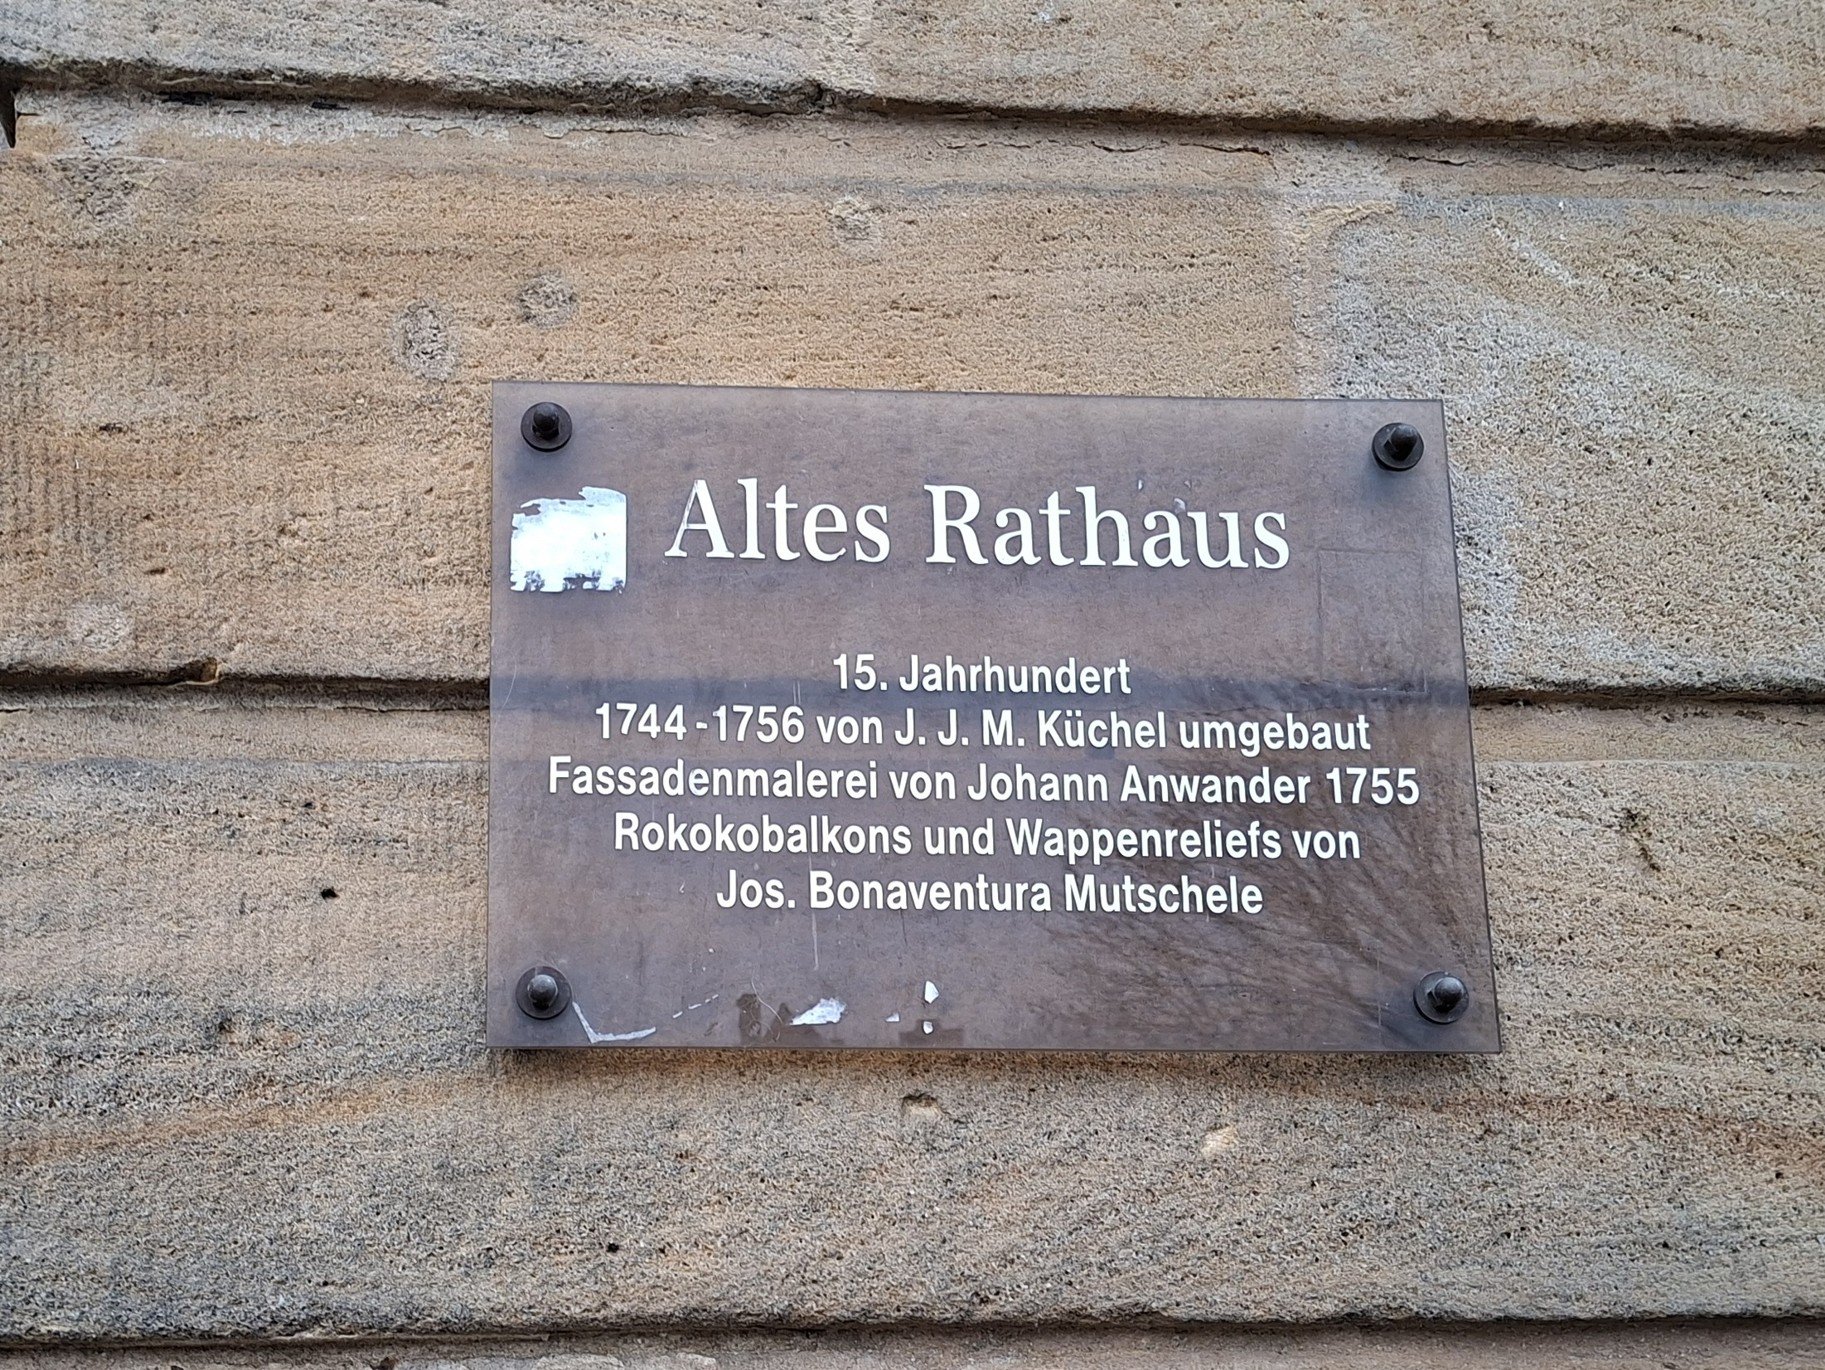 Altes Rathaus
15. Jahrhundert
1744-1756 von J. J. M. Küchel umgebaut
Fassadenmalerei von Johann Anwander 1755
Rokokobalkons und Wappenreliefs von
Jos. Bonaventura Mutschele